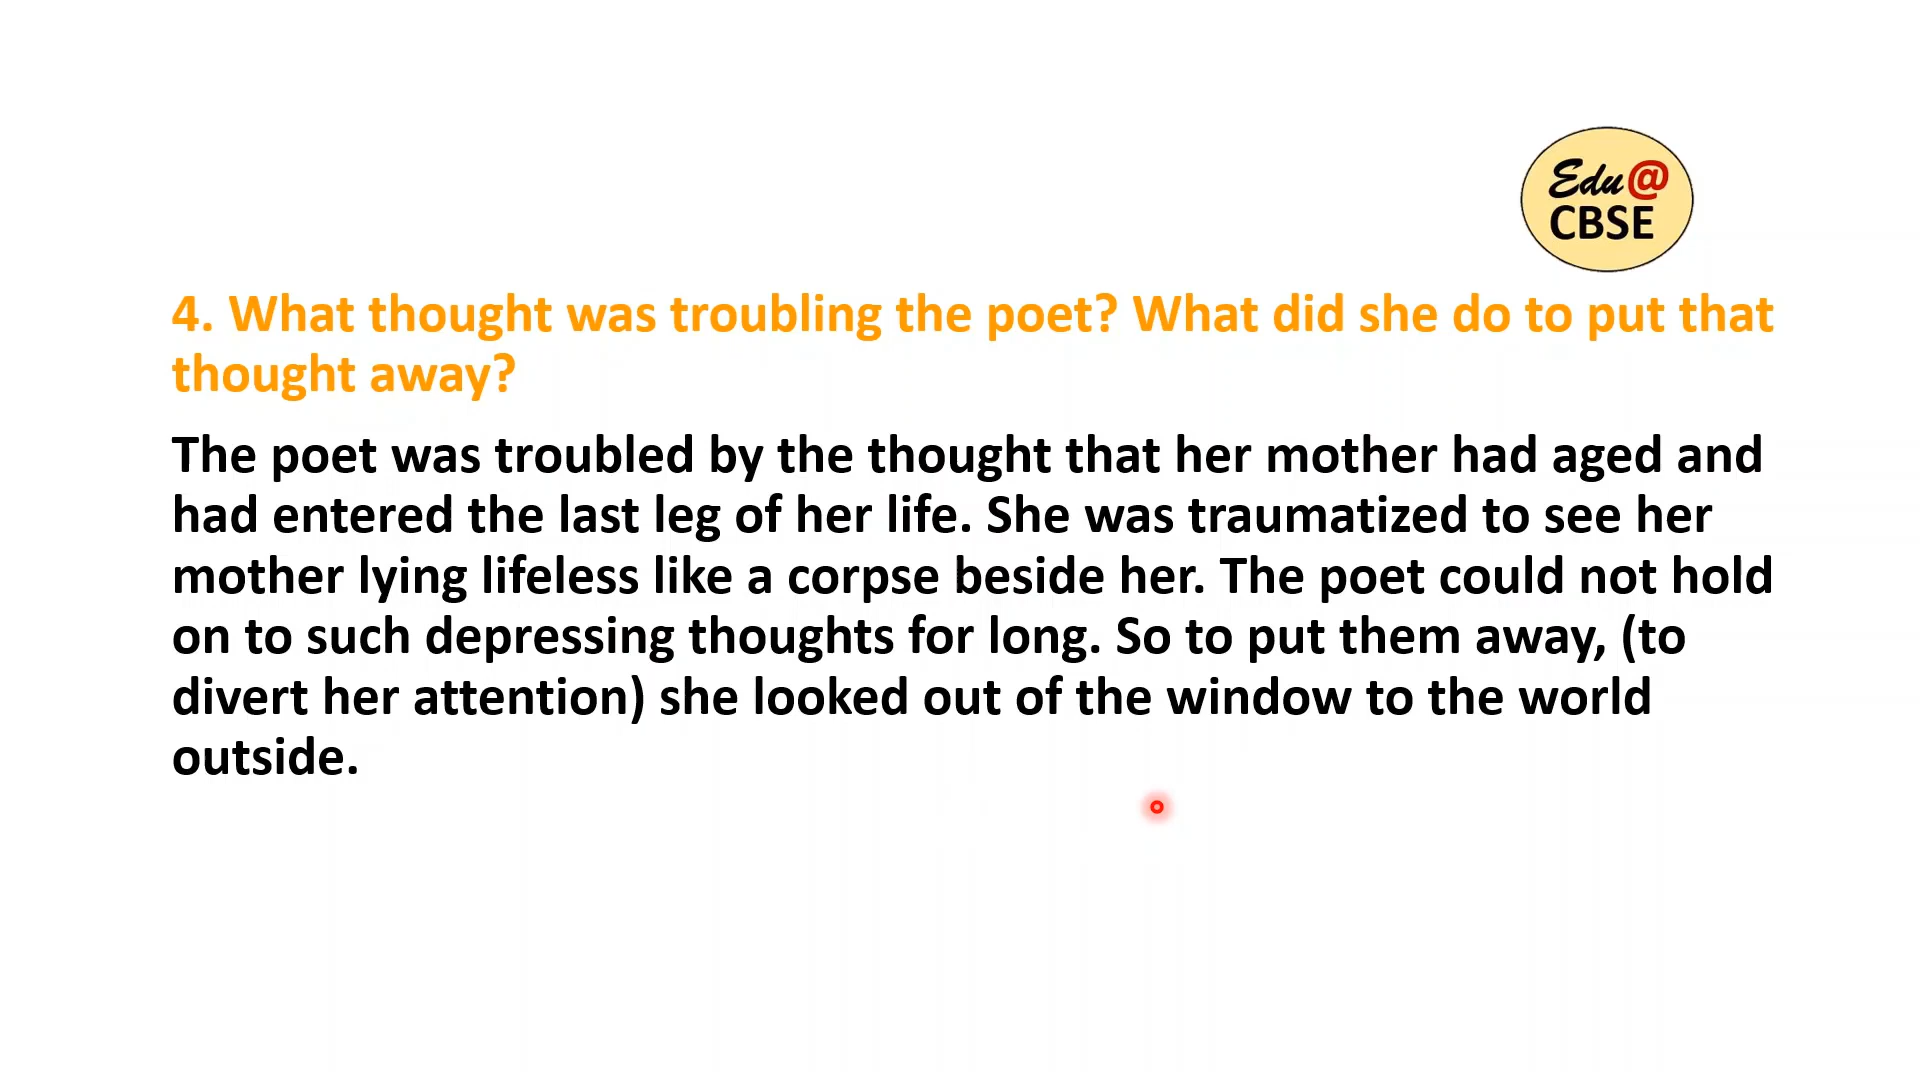 Edu@
CBSE
4. What thought was troubling the poet? What did she do to put that
thought away?
The poet was troubled by the thought that her mother had aged and
had entered the last leg of her life. She was traumatized to see her
mother lying lifeless like a corpse beside her. The poet could not hold
on to such depressing thoughts for long. So to put them away, (to
divert her attention) she looked out of the window to the world
outside.